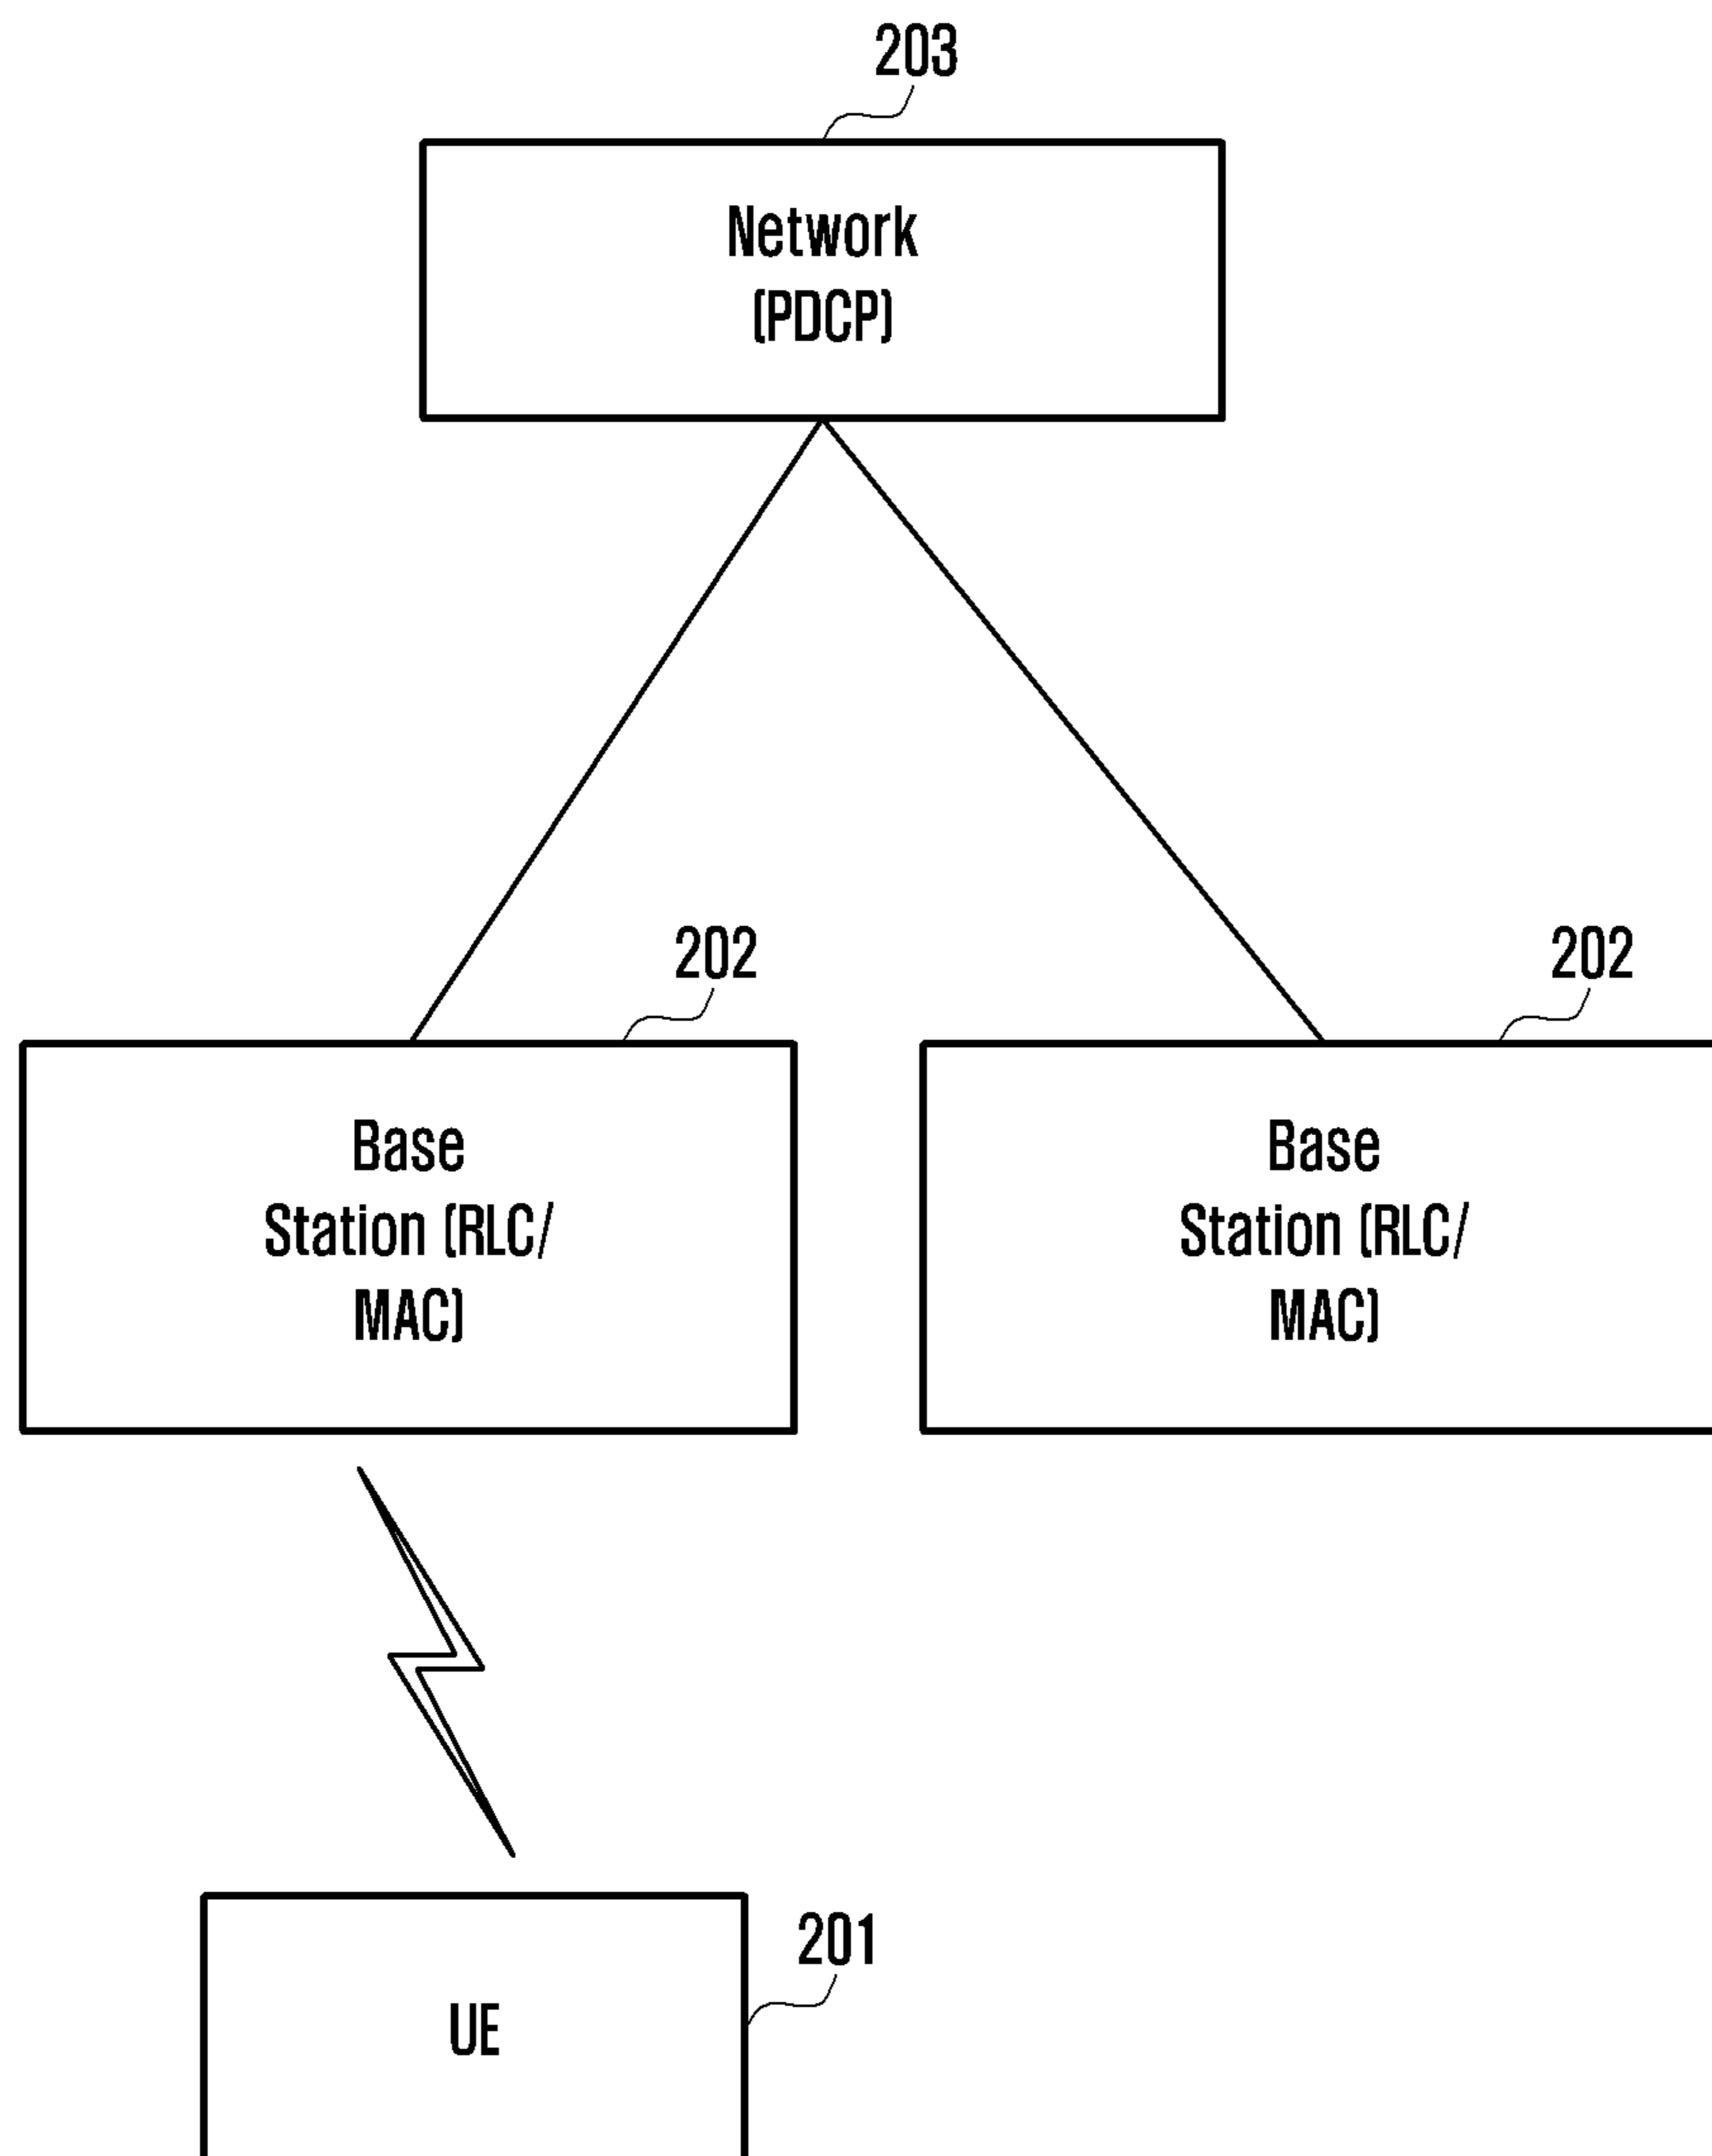 203
Network
(PDCP)
202
202
Base
Station (RLC/
MAC)
Base
Station (RLC/
MAC)
201
UE